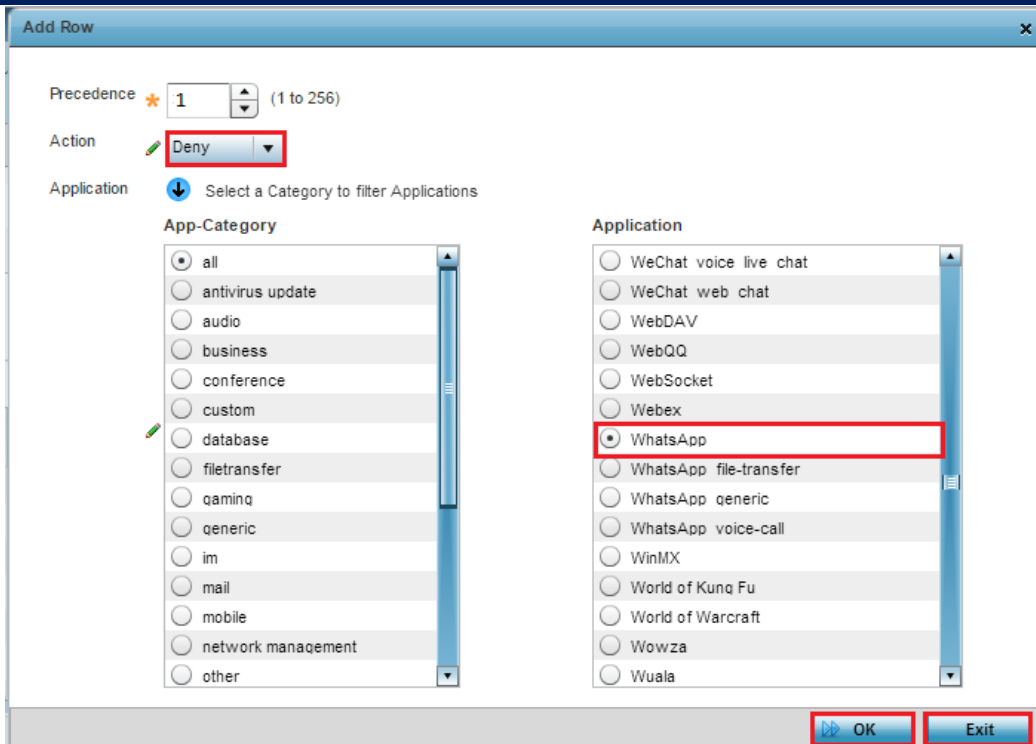 Add Row
Precedence * 1 (1 to 256)
Action Deny
Application Select a Category to filter Applications
App-Category
all
antivirus update
audio
business
conference
custom
database
filetransfer
gaming
generic
im
mail
mobile
network management
other
Application
WeChat voice live chat
WeChat web chat
WebDAV
WebQQ
WebSocket
Webex
WhatsApp
WhatsApp file-transfer
WhatsApp generic
WhatsApp voice-call
WinMX
World of Kung Fu
World of Warcraft
Wowza
Wuala
OK Exit